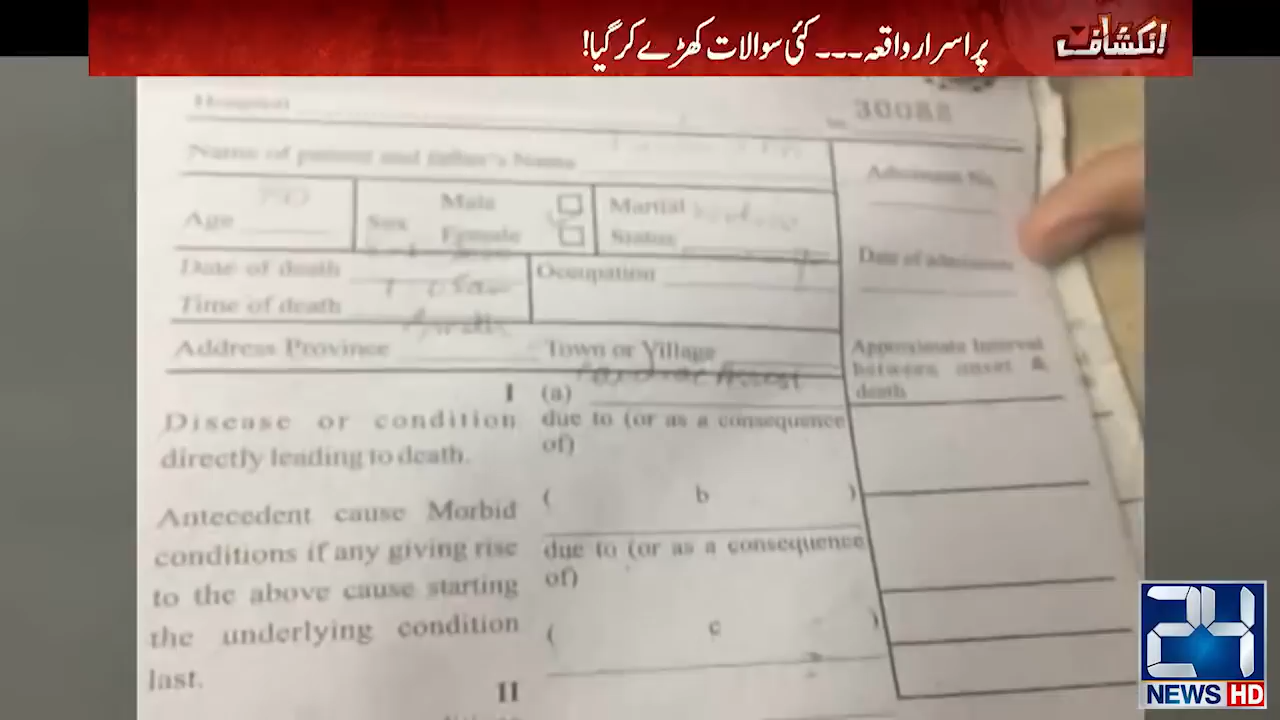 پراسرار واقعہ ۔۔۔ کئی سوالات کھڑے کر گیا!
انکشاف
Hospital
30088
Name of patient and father's Name
Admission No.
Age
Sex
Male
Female
Martial
Status
Date of death
Time of death
Occupation
Date of admission
Address Province
Town or Village
Approximate Interval
between onset &
death
I (a) Cardiac Arrest
Disease or condition
directly leading to death.
due to (or as a consequence
of)
( b )
Antecedent cause Morbid
conditions if any giving rise
to the above cause starting
the underlying condition
last.
due to (or as a consequence
of)
( c )
II
24
NEWS HD